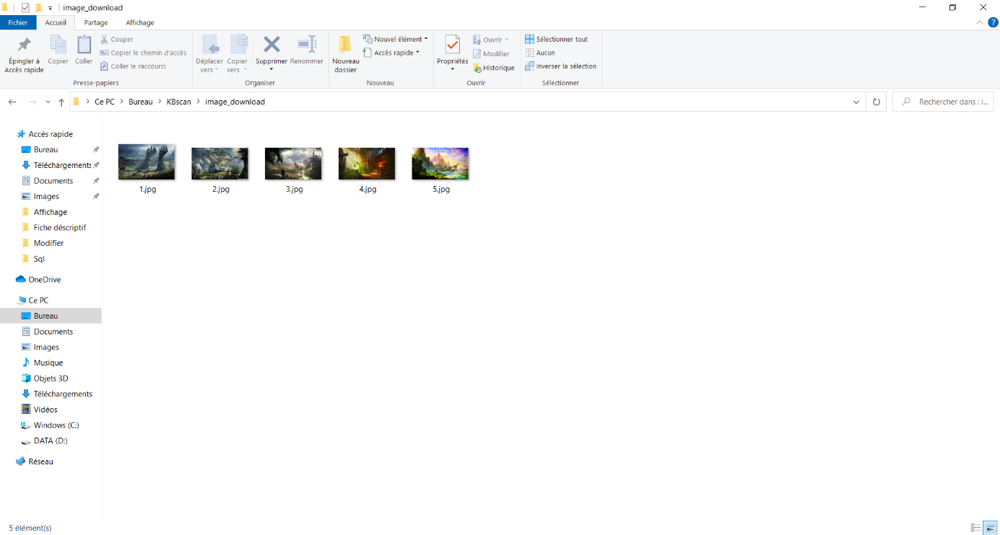 image_download
Fichier Accueil Partage Affichage
Épingler à Accès rapide
Copier
Coller
Couper
Copier le chemin d'accès
Coller le raccourci
Presse-papiers
Déplacer vers
Copier vers
Supprimer
Renommer
Organiser
Nouveau dossier
Nouvel élément
Accès rapide
Nouveau
Propriétés
Ouvrir
Modifier
Historique
Ouvrir
Sélectionner tout
Aucun
Inverser la sélection
Sélectionner
Ce PC > Bureau > KBscan > image_download
Rechercher dans : i...
Accès rapide
Bureau
Téléchargements
Documents
Images
Affichage
Fiche déscriptif
Modifier
Sql
OneDrive
Ce PC
Bureau
Documents
Images
Musique
Objets 3D
Téléchargements
Vidéos
Windows (C:)
DATA (D:)
Réseau
1.jpg 2.jpg 3.jpg 4.jpg 5.jpg
5 élément(s)